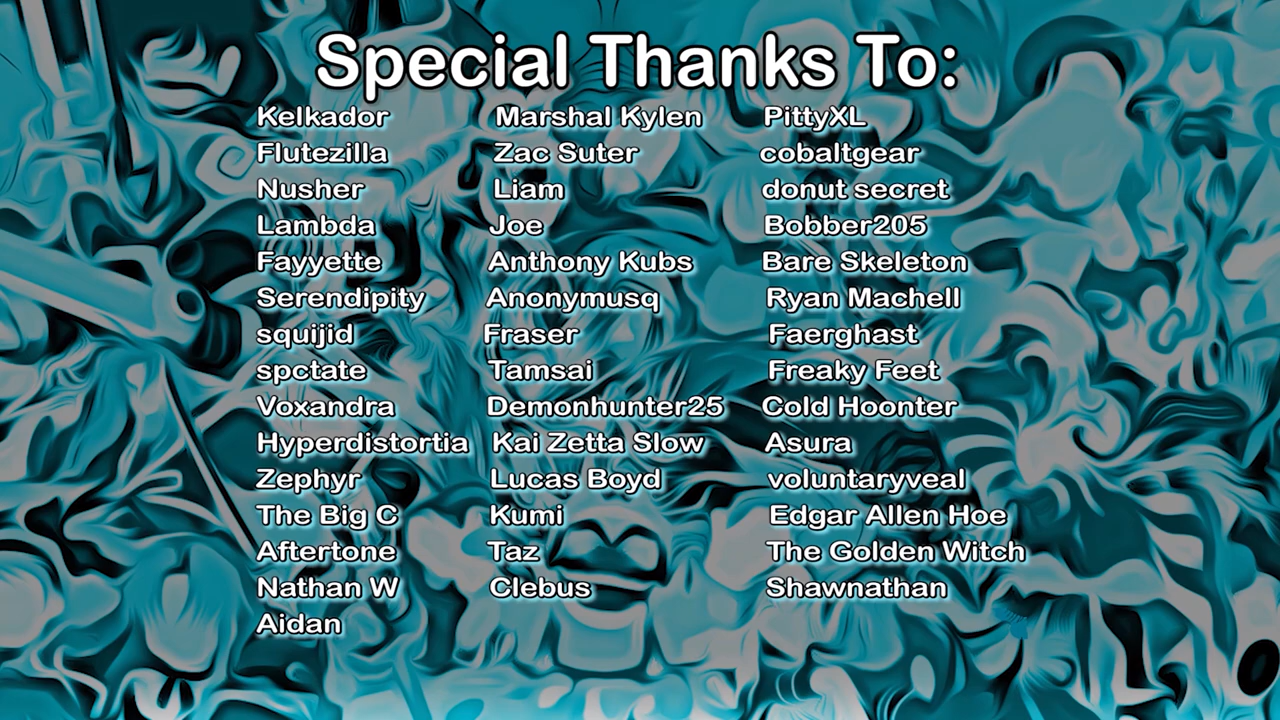 Special Thanks To:
Kelkador
Flutezilla
Nusher
Lambda
Fayyette
Serendipity
squijid
spctate
Voxandra
Hyperdistortia
Zephyr
The Big C
Aftertone
Nathan W
Aidan
Marshal Kylen
Zac Suter
Liam
Joe
Anthony Kubs
Anonymusq
Fraser
Tamsai
Demonhunter25
Kai Zetta Slow
Lucas Boyd
Kumi
Taz
Clebus
PittyXL
cobaltgear
donut secret
Bobber205
Bare Skeleton
Ryan Machell
Faerghast
Freaky Feet
Cold Hoonter
Asura
voluntaryveal
Edgar Allen Hoe
The Golden Witch
Shawnathan